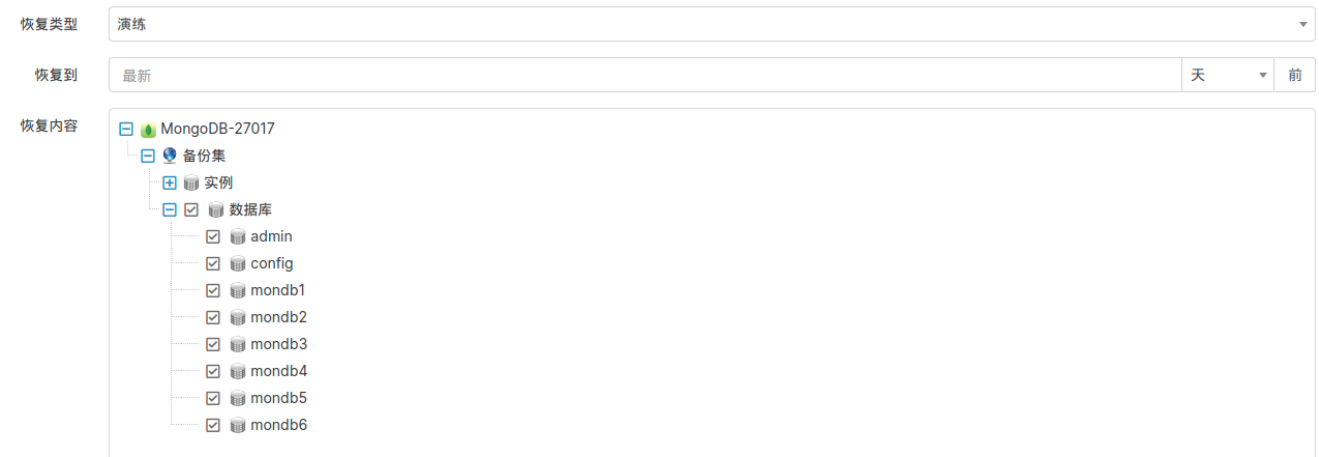 恢复类型 演练
恢复到 最新 天 前
恢复内容 MongoDB-27017
备份集
实例
数据库
admin
config
mondb1
mondb2
mondb3
mondb4
mondb5
mondb6